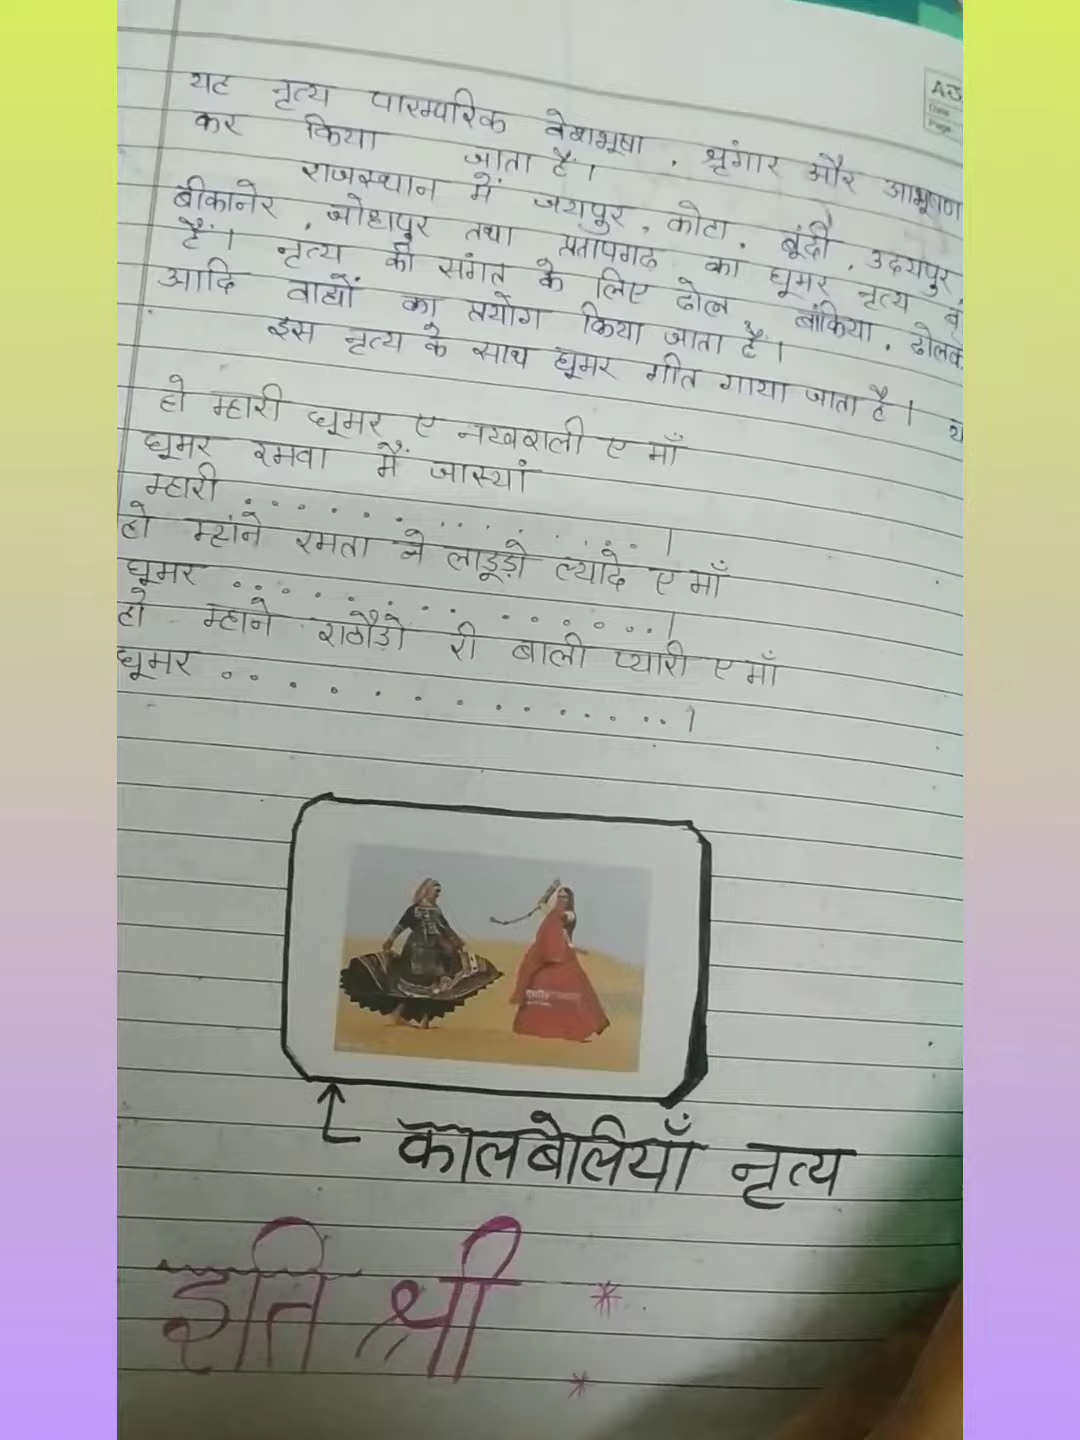 यह नृत्य पारम्परिक वेशभूषा , श्रृंगार और आभूषण
कर किया जाता है।
राजस्थान में जयपुर, कोटा, बूंदी, उदयपुर,
बीकानेर , जोधपुर तथा प्रतापगढ का घूमर नृत्य
हैं। नृत्य की संगत के लिए ढोल बांकिया, ढोलक
आदि वाद्यों का प्रयोग किया जाता है।
इस नृत्य के साथ घूमर गीत गाया जाता है।
हो म्हारी घूमर ए नखराली ए माँ
घूमर रमवा मैं जास्यां
म्हारी . . . . . . . . . . . . . . ।
हो म्हांने रमता ने लाडूड़ो ल्यादे ए माँ
घूमर . . . . . . . . . . . . . . ।
हो म्हाने राठौड़ो री बाली प्यारी ए माँ
घूमर . . . . . . . . . . . . . . ।
कालबेलियाँ नृत्य
इति श्री